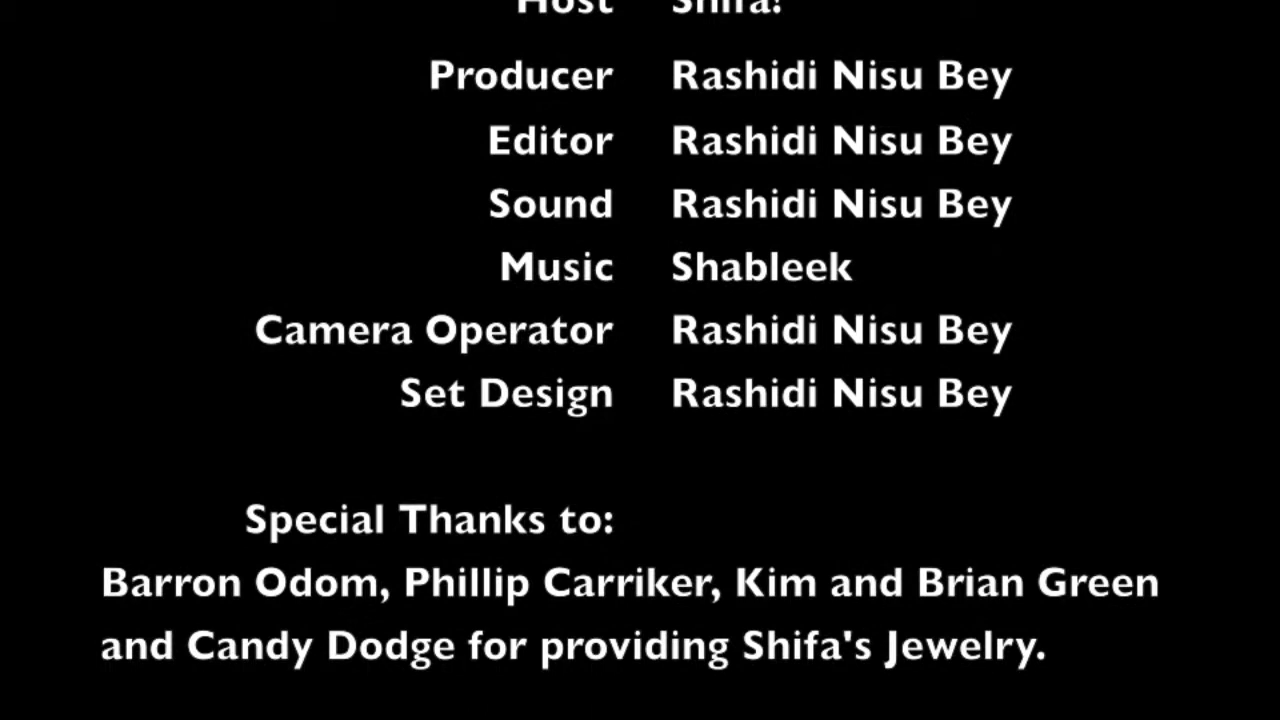 Host Shifa!
Producer Rashidi Nisu Bey
Editor Rashidi Nisu Bey
Sound Rashidi Nisu Bey
Music Shableek
Camera Operator Rashidi Nisu Bey
Set Design Rashidi Nisu Bey
Special Thanks to:
Barron Odom, Phillip Carriker, Kim and Brian Green
and Candy Dodge for providing Shifa's Jewelry.